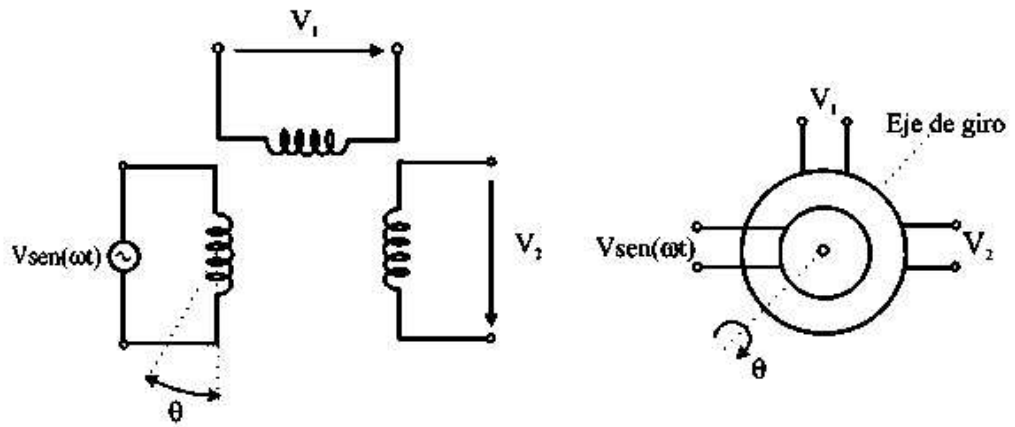 V₁
Vsen(ωt)
V₂
θ
V₁
Eje de giro
Vsen(ωt)
V₂
θ